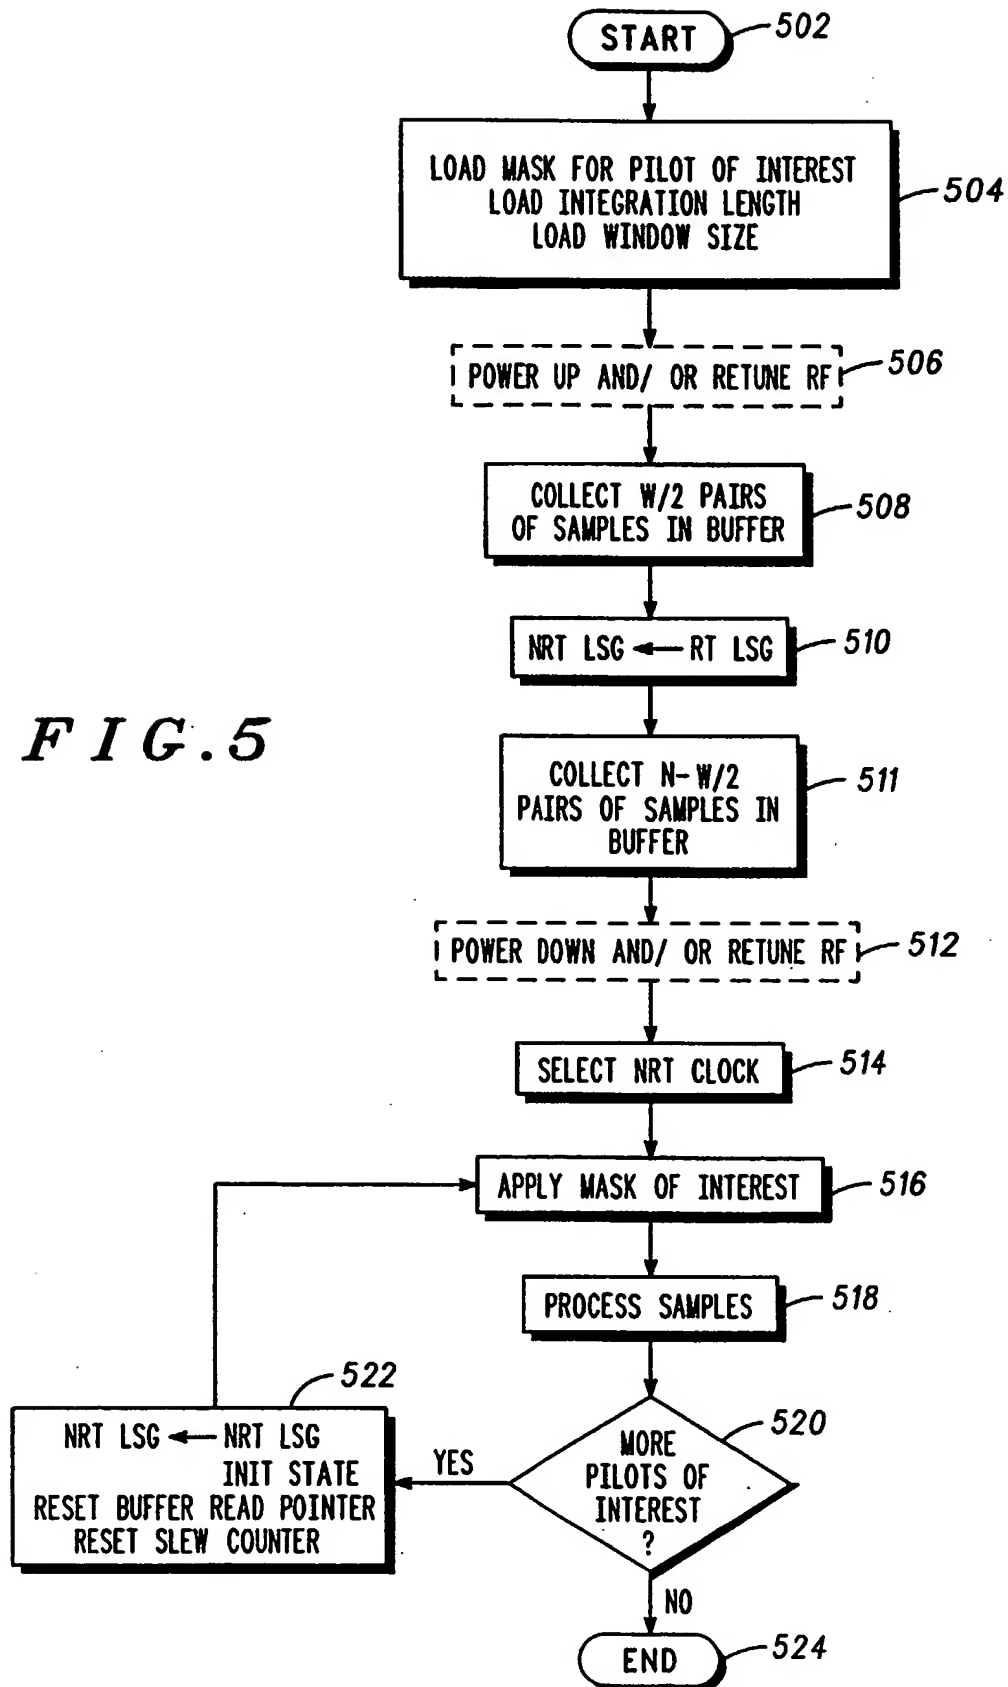 START
502
LOAD MASK FOR PILOT OF INTEREST
LOAD INTEGRATION LENGTH
LOAD WINDOW SIZE
504
POWER UP AND/ OR RETUNE RF
506
COLLECT W/2 PAIRS
OF SAMPLES IN BUFFER
508
NRT LSG ← RT LSG
510
FIG.5
COLLECT N-W/2
PAIRS OF SAMPLES IN
BUFFER
511
POWER DOWN AND/ OR RETUNE RF
512
SELECT NRT CLOCK
514
APPLY MASK OF INTEREST
516
PROCESS SAMPLES
518
522
NRT LSG ← NRT LSG
INIT STATE
RESET BUFFER READ POINTER
RESET SLEW COUNTER
YES
MORE
PILOTS OF
INTEREST
?
520
NO
END
524